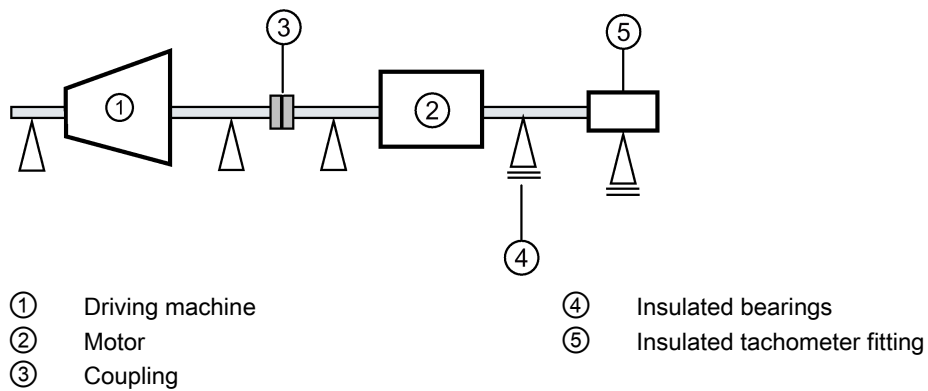 ③
⑤
①
②
④
① Driving machine
② Motor
③ Coupling
④ Insulated bearings
⑤ Insulated tachometer fitting